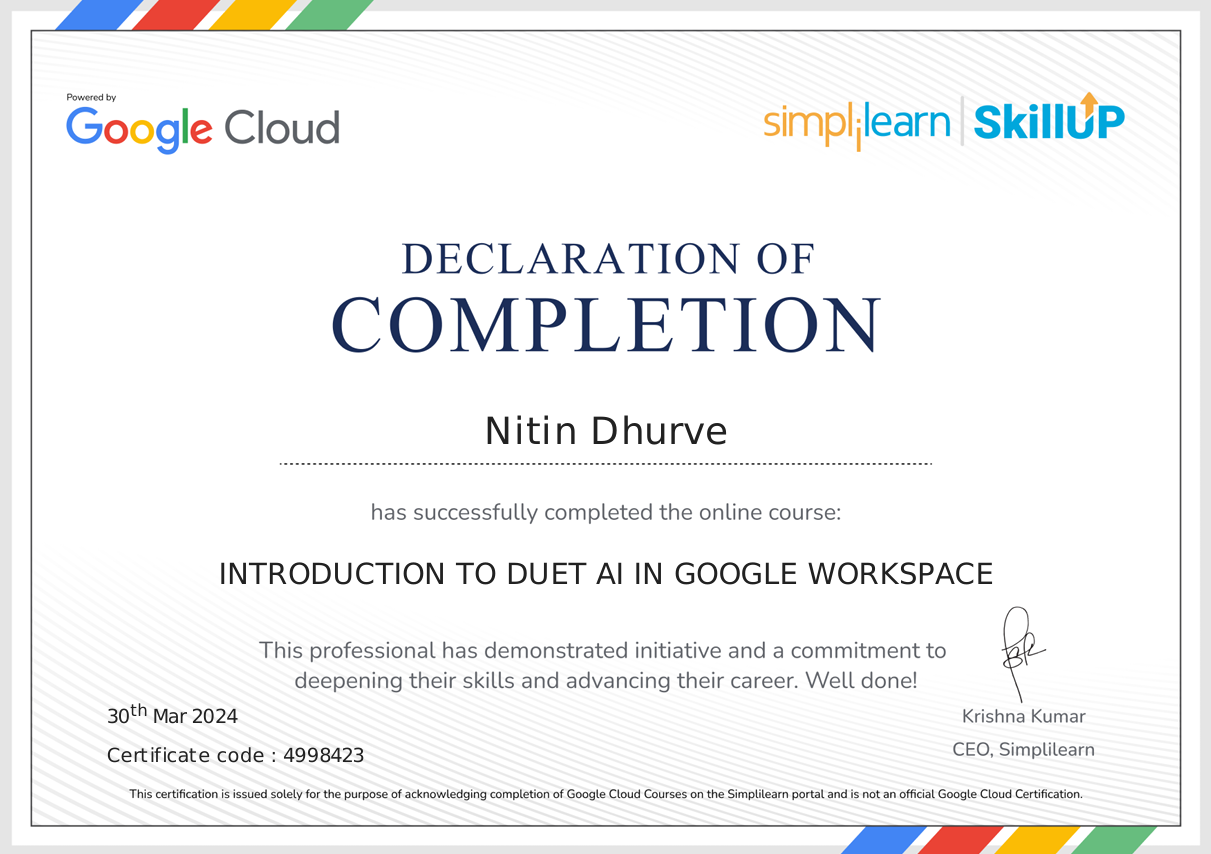 Powered by
Google Cloud
simplilearn | SkillUP
DECLARATION OF
COMPLETION
Nitin Dhurve
has successfully completed the online course:
INTRODUCTION TO DUET AI IN GOOGLE WORKSPACE
This professional has demonstrated initiative and a commitment to
deepening their skills and advancing their career. Well done!
30th Mar 2024
Certificate code : 4998423
Krishna Kumar
CEO, Simplilearn
This certification is issued solely for the purpose of acknowledging completion of Google Cloud Courses on the Simplilearn portal and is not an official Google Cloud Certification.